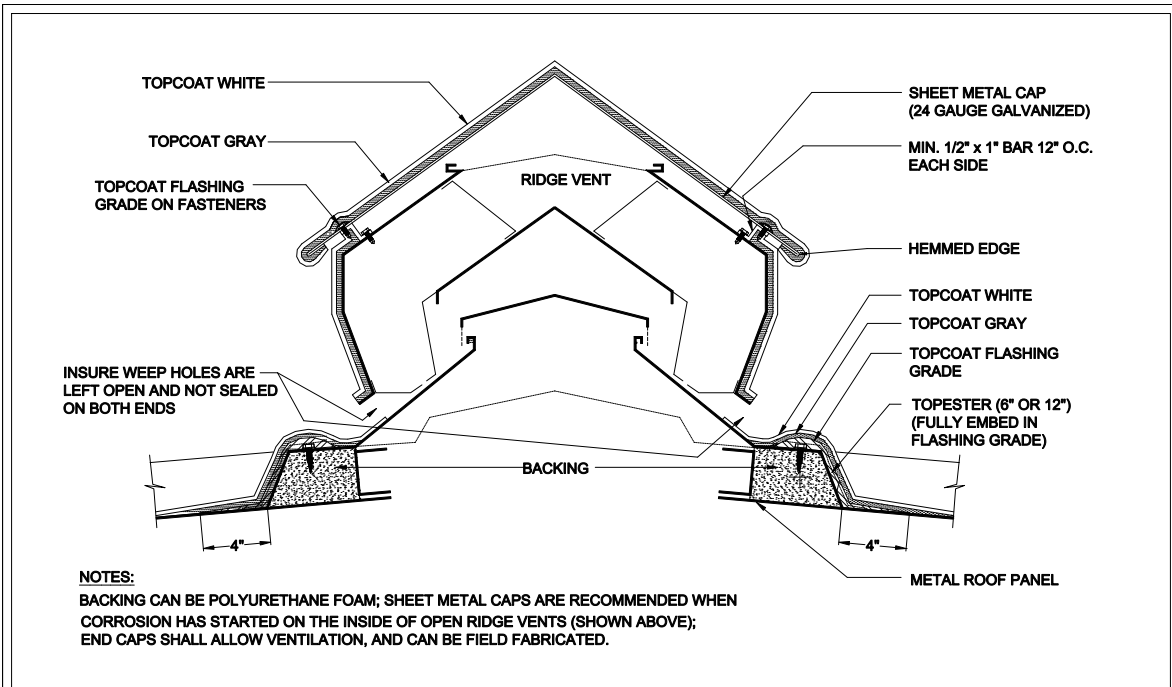 TOPCOAT WHITE
TOPCOAT GRAY
TOPCOAT FLASHING
GRADE ON FASTENERS
RIDGE VENT
SHEET METAL CAP
(24 GAUGE GALVANIZED)
MIN. 1/2" x 1" BAR 12" O.C.
EACH SIDE
HEMMED EDGE
TOPCOAT WHITE
TOPCOAT GRAY
TOPCOAT FLASHING
GRADE
TOPESTER (6" OR 12")
(FULLY EMBED IN
FLASHING GRADE)
INSURE WEEP HOLES ARE
LEFT OPEN AND NOT SEALED
ON BOTH ENDS
BACKING
4"
4"
METAL ROOF PANEL
NOTES:
BACKING CAN BE POLYURETHANE FOAM; SHEET METAL CAPS ARE RECOMMENDED WHEN
CORROSION HAS STARTED ON THE INSIDE OF OPEN RIDGE VENTS (SHOWN ABOVE);
END CAPS SHALL ALLOW VENTILATION, AND CAN BE FIELD FABRICATED.